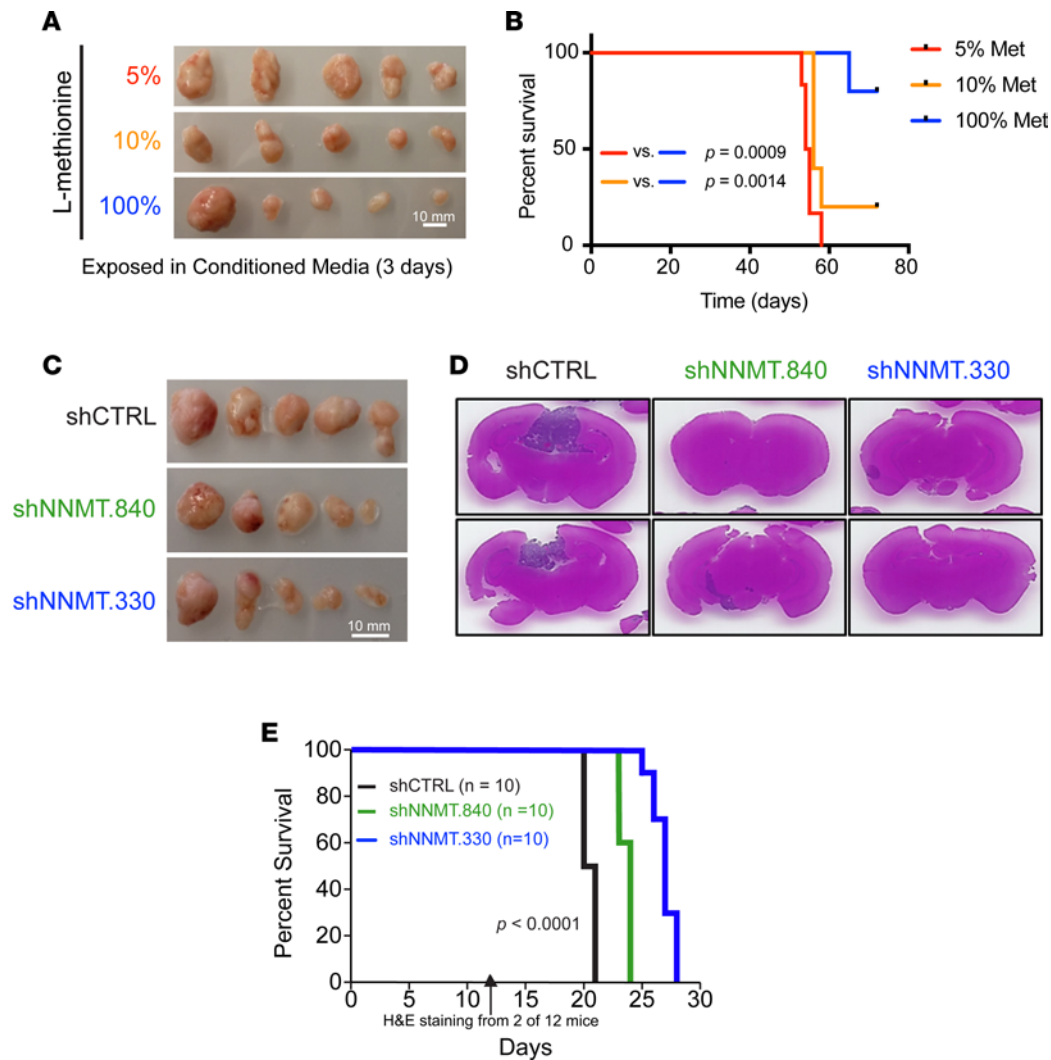 A
L-methionine
5%
10%
100%
10 mm
Exposed in Conditioned Media (3 days)
B
Percent survival
100
50
0
0 20 40 60 80
Time (days)
vs. p = 0.0009
vs. p = 0.0014
5% Met
10% Met
100% Met
C
shCTRL
shNNMT.840
shNNMT.330
10 mm
D
shCTRL shNNMT.840 shNNMT.330
E
Percent Survival
100
80
60
40
20
0
shCTRL (n = 10)
shNNMT.840 (n =10)
shNNMT.330 (n=10)
p < 0.0001
0 5 10 15 20 25 30
H&E staining from 2 of 12 mice
Days